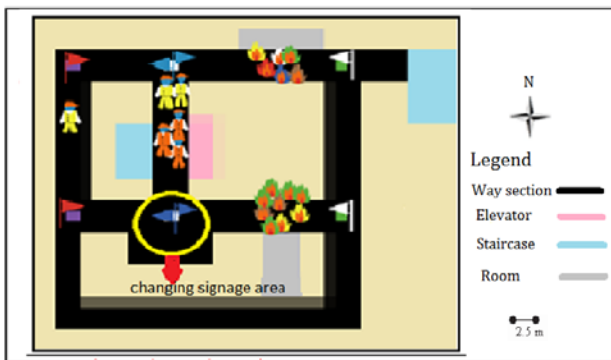 N
Legend
Way section
Elevator
Staircase
Room
changing signage area
2.5 m